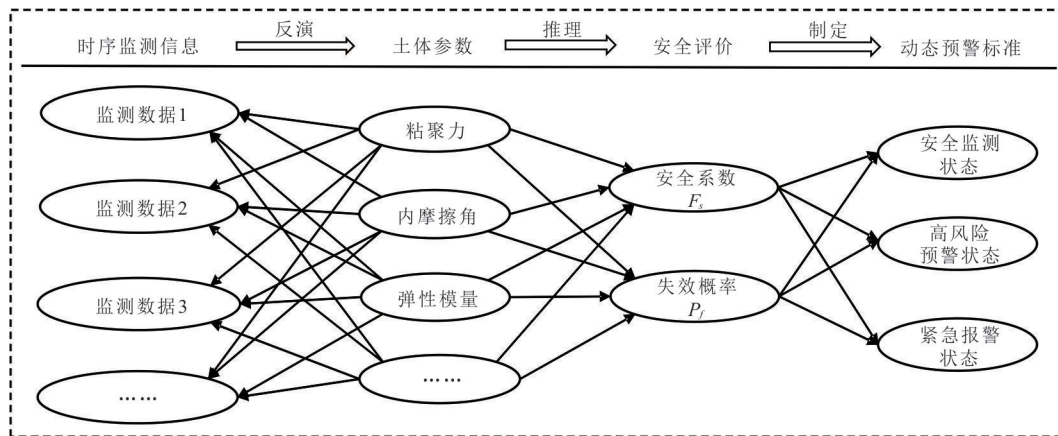 时序监测信息 反演 土体参数 推理 安全评价 制定 动态预警标准
监测数据1
监测数据2
监测数据3
……
粘聚力
内摩擦角
弹性模量
……
安全系数
Fs
失效概率
Pf
安全监测
状态
高风险
预警状态
紧急报警
状态